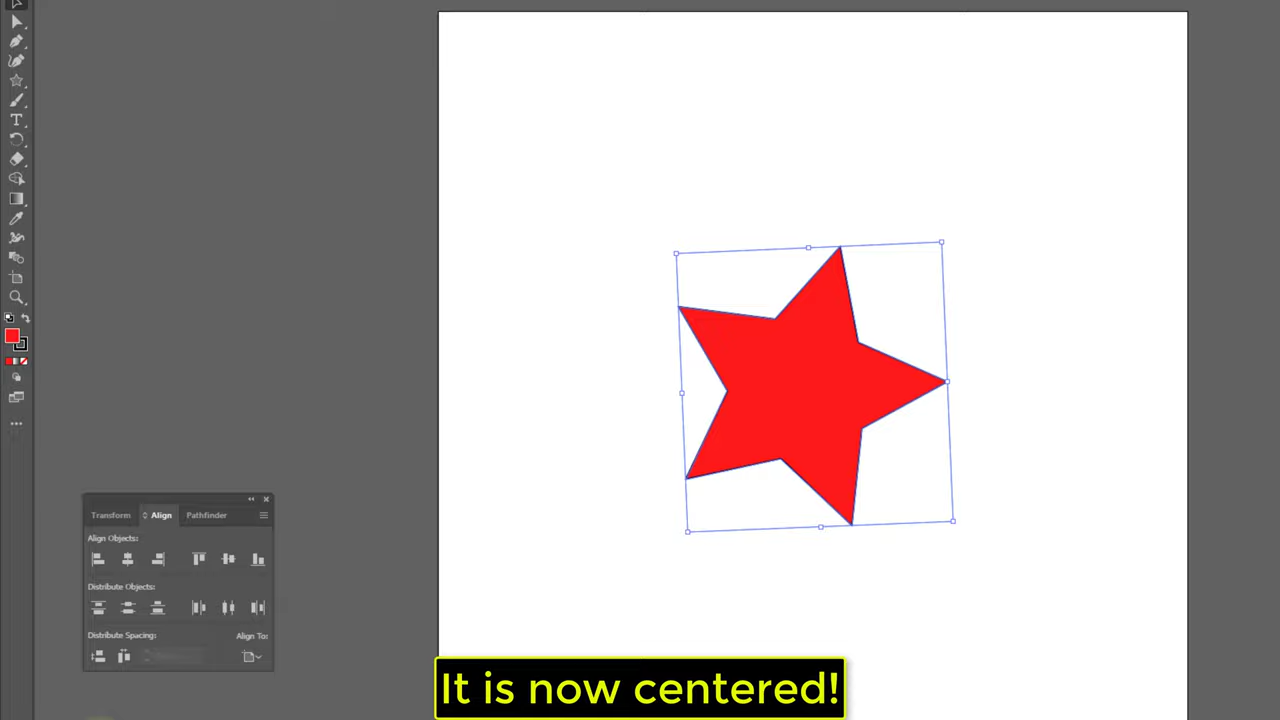 Transform
Align
Pathfinder
Align Objects:
Distribute Objects:
Distribute Spacing:
Align To:
It is now centered!